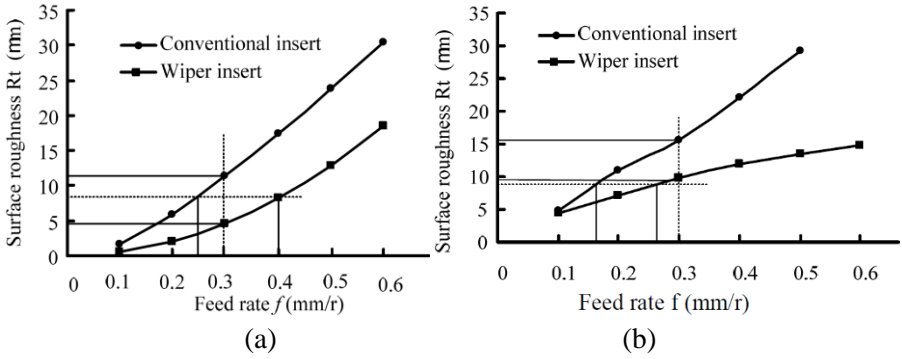 Surface roughness Rt (mn)
35
30
25
20
15
10
5
0
Conventional insert
Wiper insert
0 0.1 0.2 0.3 0.4 0.5 0.6
Feed rate f (mm/r)
(a)
Surface roughness Rt (mn)
35
30
25
20
15
10
5
0
Conventional insert
Wiper insert
0 0.1 0.2 0.3 0.4 0.5 0.6
Feed rate f (mm/r)
(b)